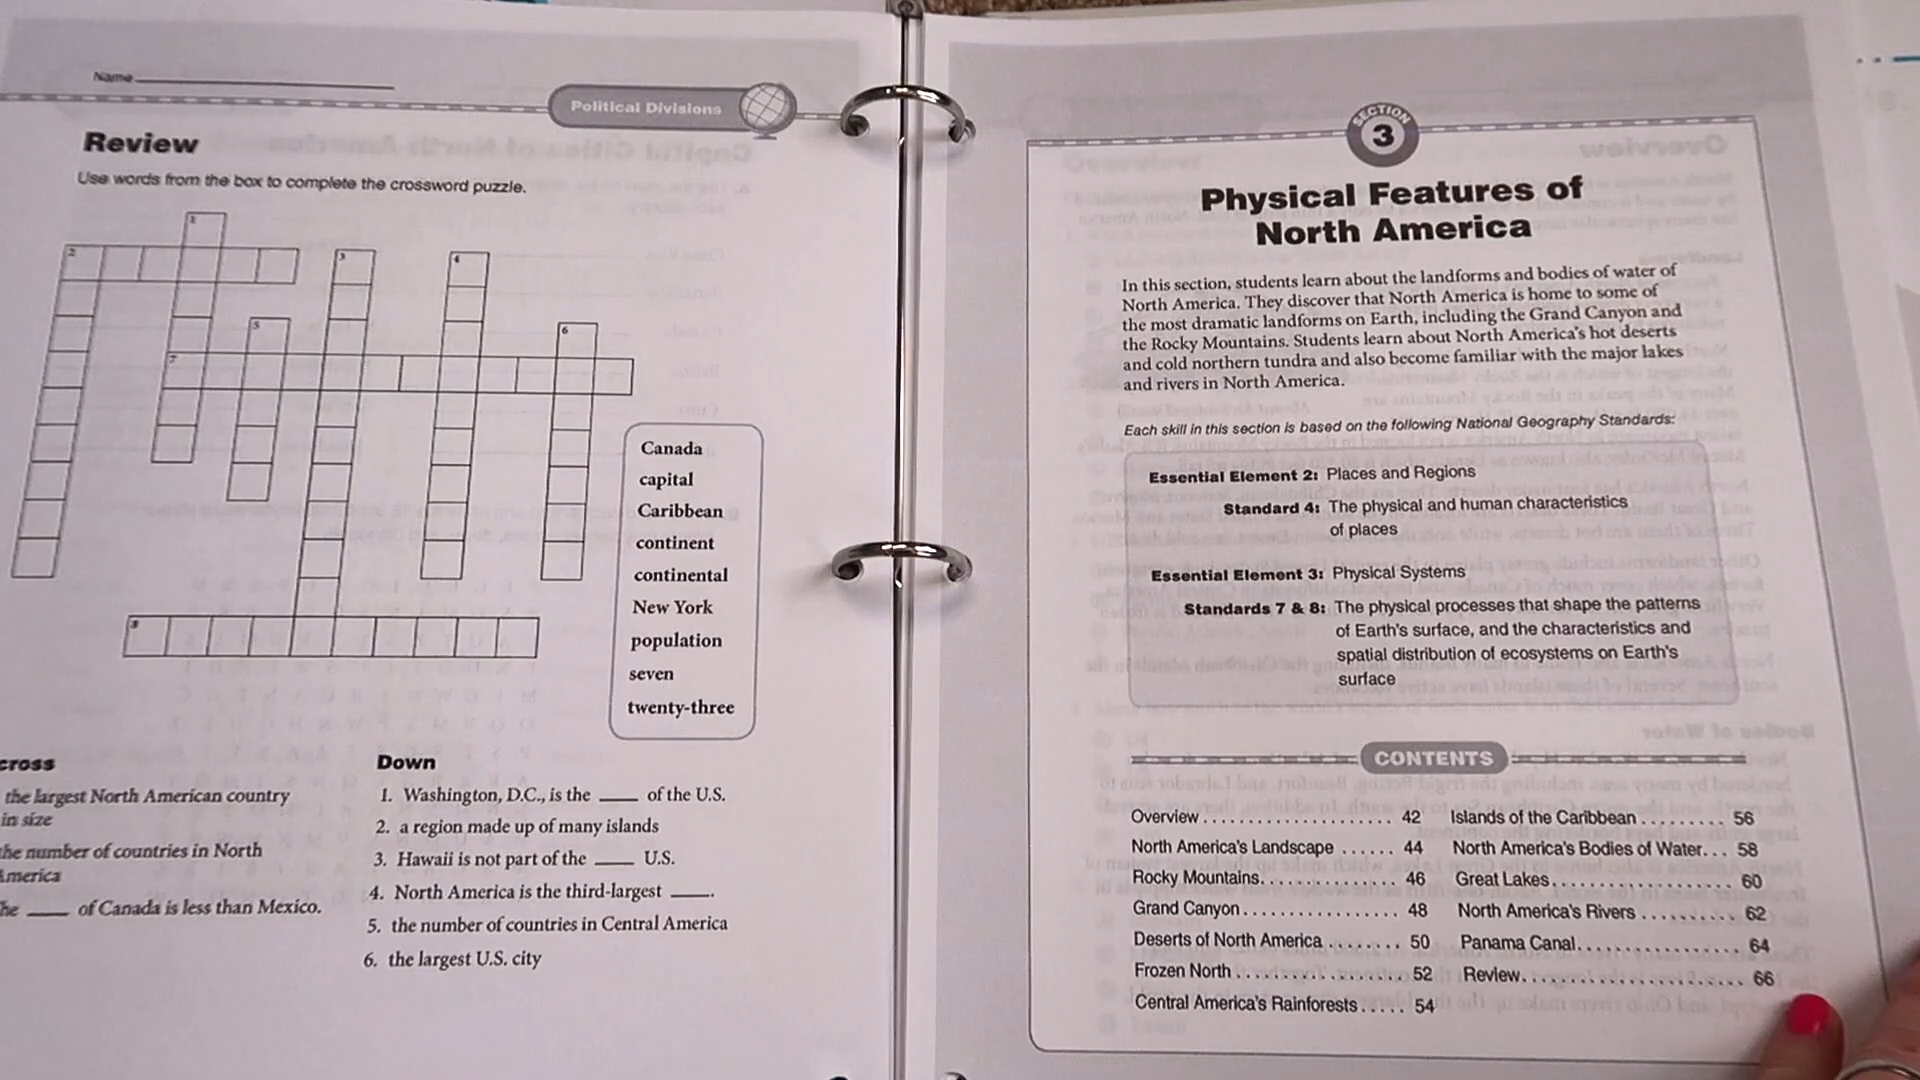 Name
Political Divisions
Review
Use words from the box to complete the crossword puzzle.
1
2
3
4
5
6
7
8
Canada
capital
Caribbean
continent
continental
New York
population
seven
twenty-three
cross
the largest North American country
in size
the number of countries in North
America
he ____ of Canada is less than Mexico.
Down
1. Washington, D.C., is the ____ of the U.S.
2. a region made up of many islands
3. Hawaii is not part of the ____ U.S.
4. North America is the third-largest ____.
5. the number of countries in Central America
6. the largest U.S. city
SECTION
3
Physical Features of
North America
In this section, students learn about the landforms and bodies of water of
North America. They discover that North America is home to some of
the most dramatic landforms on Earth, including the Grand Canyon and
the Rocky Mountains. Students learn about North America's hot deserts
and cold northern tundra and also become familiar with the major lakes
and rivers in North America.
Each skill in this section is based on the following National Geography Standards:
Essential Element 2: Places and Regions
Standard 4: The physical and human characteristics
of places
Essential Element 3: Physical Systems
Standards 7 & 8: The physical processes that shape the patterns
of Earth's surface, and the characteristics and
spatial distribution of ecosystems on Earth's
surface
CONTENTS
Overview.................... 42
North America's Landscape ...... 44
Rocky Mountains............... 46
Grand Canyon................ 48
Deserts of North America ........ 50
Frozen North .................. 52
Central America's Rainforests ..... 54
Islands of the Caribbean ......... 56
North America's Bodies of Water... 58
Great Lakes................... 60
North America's Rivers .......... 62
Panama Canal................. 64
Review....................... 66